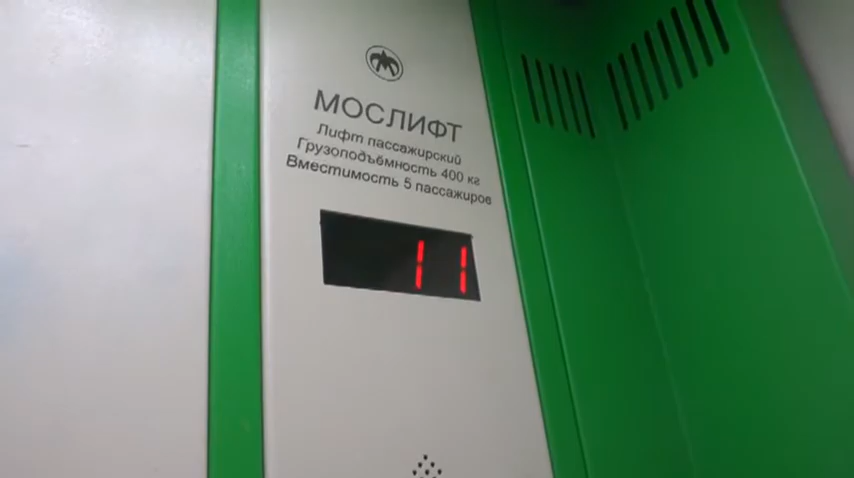 МОСЛИФТ
Лифт пассажирский
Грузоподъёмность 400 кг
Вместимость 5 пассажиров
11